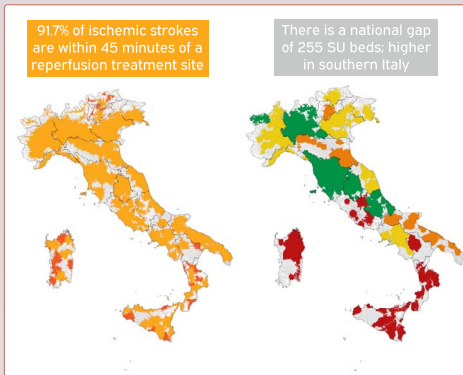 91.7% of ischemic strokes
are within 45 minutes of a
reperfusion treatment site
There is a national gap
of 255 SU beds; higher
in southern Italy